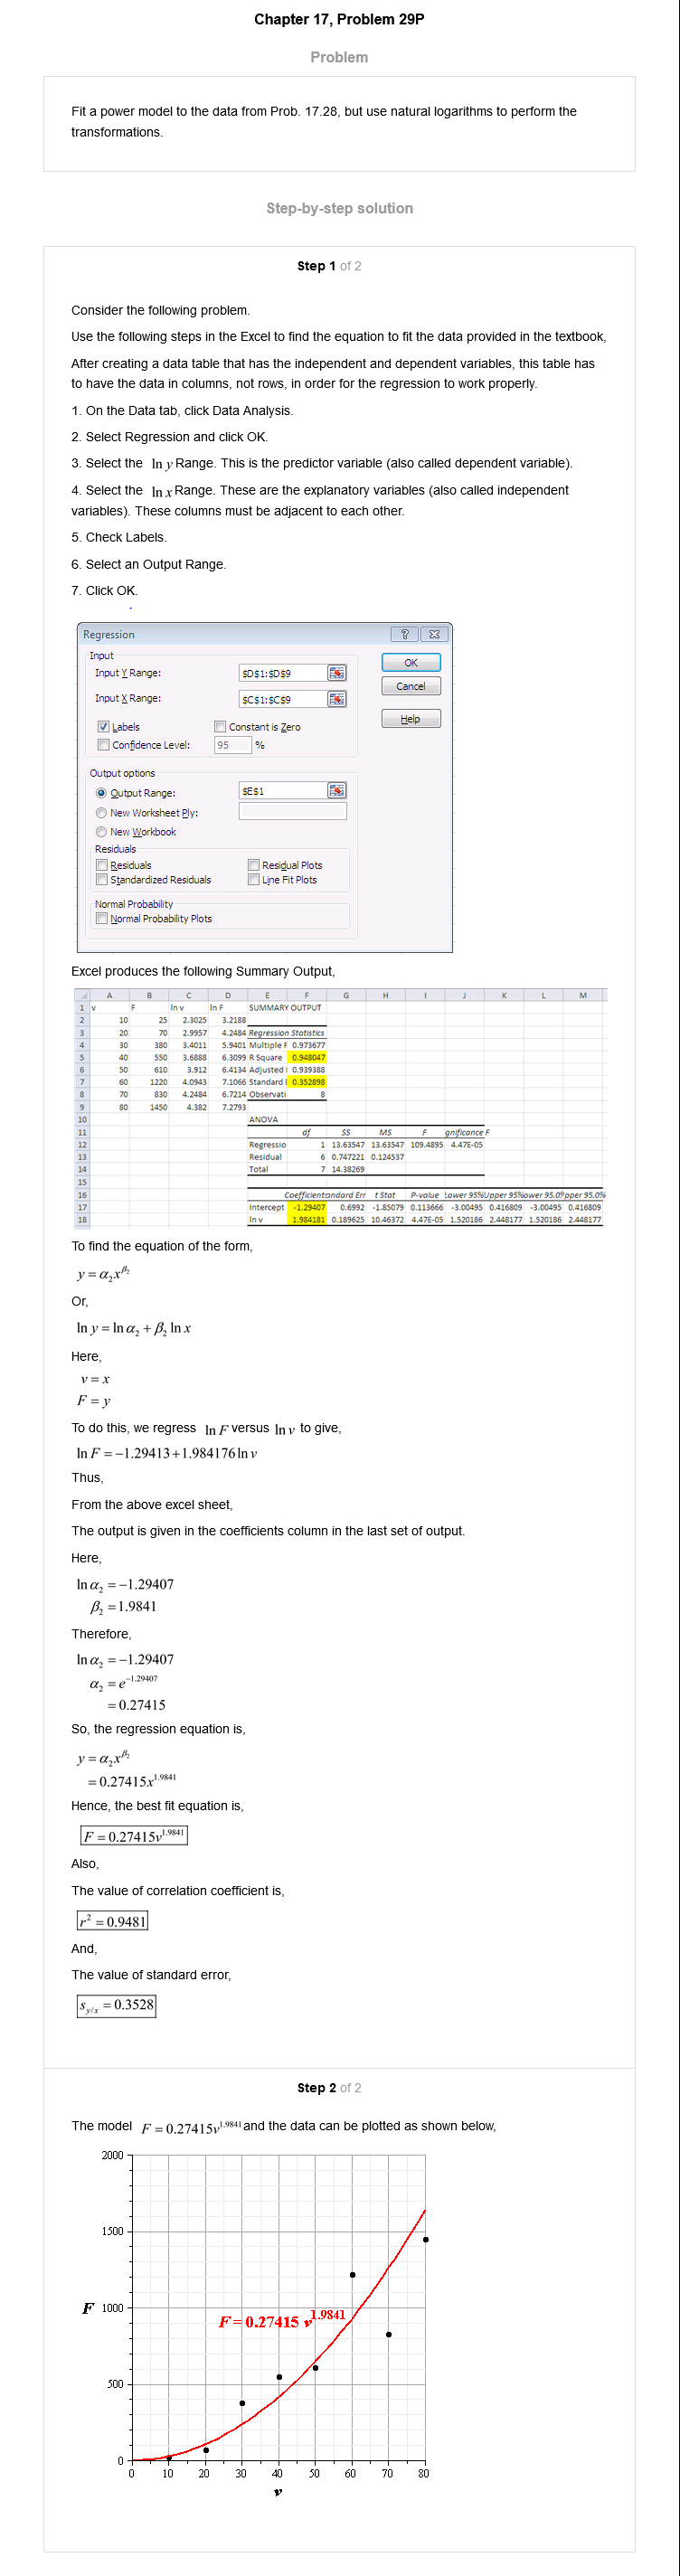 Chapter 17, Problem 29P
Problem
Fit a power model to the data from Prob. 17.28, but use natural logarithms to perform the
transformations.
Step-by-step solution
Step 1 of 2
Consider the following problem.
Use the following steps in the Excel to find the equation to fit the data provided in the textbook,
After creating a data table that has the independent and dependent variables, this table has
to have the data in columns, not rows, in order for the regression to work properly.
1. On the Data tab, click Data Analysis.
2. Select Regression and click OK.
3. Select the ln y Range. This is the predictor variable (also called dependent variable).
4. Select the ln x Range. These are the explanatory variables (also called independent
variables). These columns must be adjacent to each other.
5. Check Labels.
6. Select an Output Range.
7. Click OK.
Regression
Input
Input Y Range: $D$1:$D$9 OK
Input X Range: $C$1:$C$9 Cancel
Help
Labels Constant is Zero
Confidence Level: 95 %
Output options
Output Range: $E$1
New Worksheet Ply:
New Workbook
Residuals
Residuals Residual Plots
Standardized Residuals Line Fit Plots
Normal Probability
Normal Probability Plots
Excel produces the following Summary Output,
A B C D E F G H I J K L M
1 v F ln v ln F SUMMARY OUTPUT
2 10 25 2.3025 3.2188
3 20 70 2.9957 4.2484 Regression Statistics
4 30 380 3.4011 5.9401 Multiple F 0.973677
5 40 550 3.6888 6.3099 R Square 0.948047
6 50 610 3.912 6.4134 Adjusted 0.939388
7 60 1220 4.0943 7.1066 Standard 0.352898
8 70 830 4.2484 6.7214 Observati 8
9 80 1450 4.382 7.2793
10 ANOVA
11 df SS MS F gnificance F
12 Regressio 1 13.63547 13.63547 109.4895 4.47E-05
13 Residual 6 0.747221 0.124537
14 Total 7 14.38269
15
16 Coefficients andard Err t Stat P-value Lower 95% Upper 95% ower 95.0% pper 95.0%
17 Intercept -1.29407 0.6992 -1.85079 0.113666 -3.00495 0.416809 -3.00495 0.416809
18 ln v 1.984181 0.189625 10.46372 4.47E-05 1.520186 2.448177 1.520186 2.448177
To find the equation of the form,
y = α₂x^β₂
Or,
ln y = ln α₂ + β₂ ln x
Here,
v = x
F = y
To do this, we regress ln F versus ln v to give,
ln F = −1.29413 + 1.984176 ln v
Thus,
From the above excel sheet,
The output is given in the coefficients column in the last set of output.
Here,
ln α₂ = −1.29407
β₂ = 1.9841
Therefore,
ln α₂ = −1.29407
α₂ = e^−1.29407
= 0.27415
So, the regression equation is,
y = α₂x^β₂
= 0.27415x^1.9841
Hence, the best fit equation is,
F = 0.27415v^1.9841
Also,
The value of correlation coefficient is,
r² = 0.9481
And,
The value of standard error,
s_y/x = 0.3528
Step 2 of 2
The model F = 0.27415v^1.9841 and the data can be plotted as shown below,
2000
1500
F 1000
F = 0.27415 v^1.9841
500
0
0 10 20 30 40 50 60 70 80
v